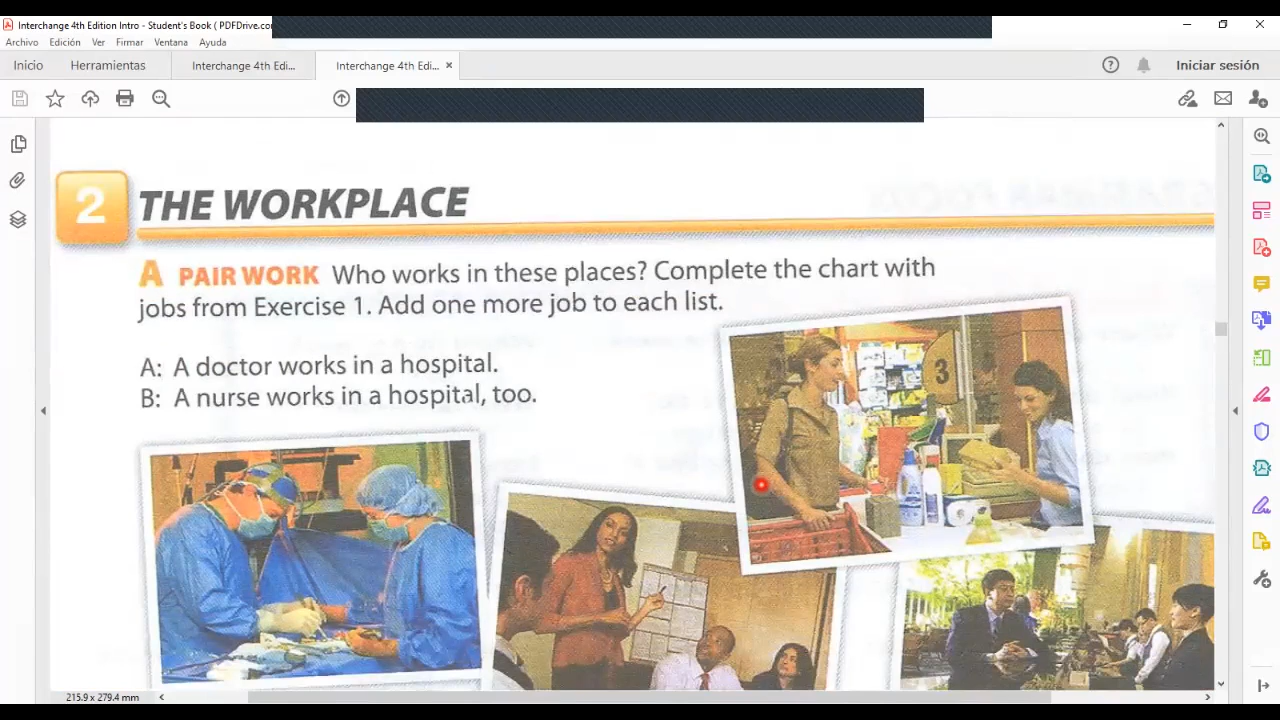 Interchange 4th Edition Intro - Student's Book ( PDFDrive.co
Archivo Edición Ver Firmar Ventana Ayuda
Inicio Herramientas Interchange 4th Edi... Interchange 4th Edi... ×
Iniciar sesión
2 THE WORKPLACE
A PAIR WORK Who works in these places? Complete the chart with
jobs from Exercise 1. Add one more job to each list.
A: A doctor works in a hospital.
B: A nurse works in a hospital, too.
3
215.9 x 279.4 mm